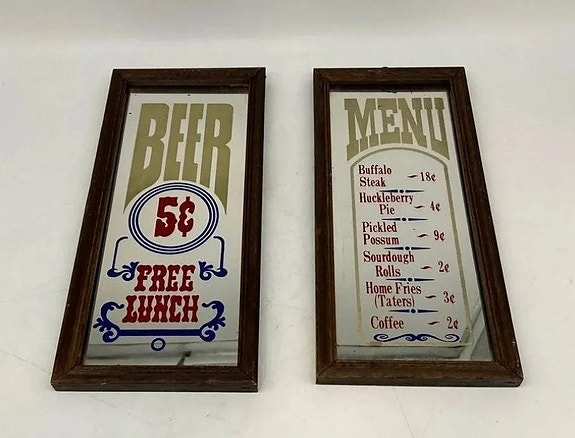 BEER
5¢
FREE
LUNCH
MENU
Buffalo
Steak — 18¢
Huckleberry
Pie — 4¢
Pickled
Possum — 9¢
Sourdough
Rolls — 2¢
Home Fries
(Taters) — 3¢
Coffee — 2¢